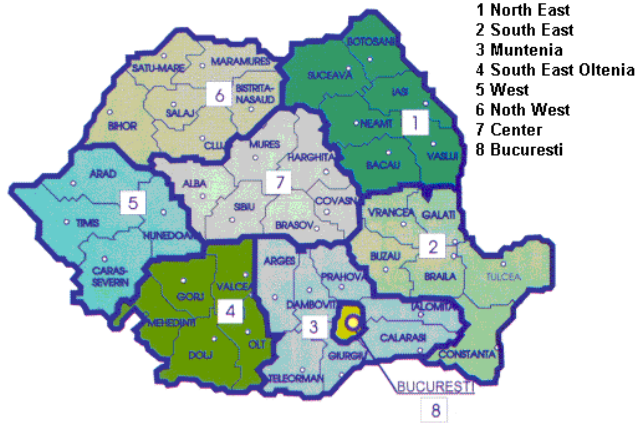 1 North East
2 South East
3 Muntenia
4 South East Oltenia
5 West
6 Noth West
7 Center
8 Bucuresti
BOTOSANI
SUCEAVA
IASI
NEAMT
1
BACAU
VASLUI
MARAMURES
SATU-MARE
BISTRITA-
NASAUD
6
SALAJ
BIHOR
CLUJ
MURES
HARGHITA
ALBA
7
COVASNA
SIBIU
BRASOV
ARAD
5
TIMIS
HUNEDOARA
CARAS-
SEVERIN
VRANCEA
GALATI
2
BUZAU
BRAILA
TULCEA
CONSTANTA
VALCEA
GORJ
4
MEHEDINTI
OLT
DOLJ
ARGES
PRAHOVA
DAMBOVIT
3
IALOMITA
CALARASI
GIURGIU
TELEORMAN
BUCURESTI
8